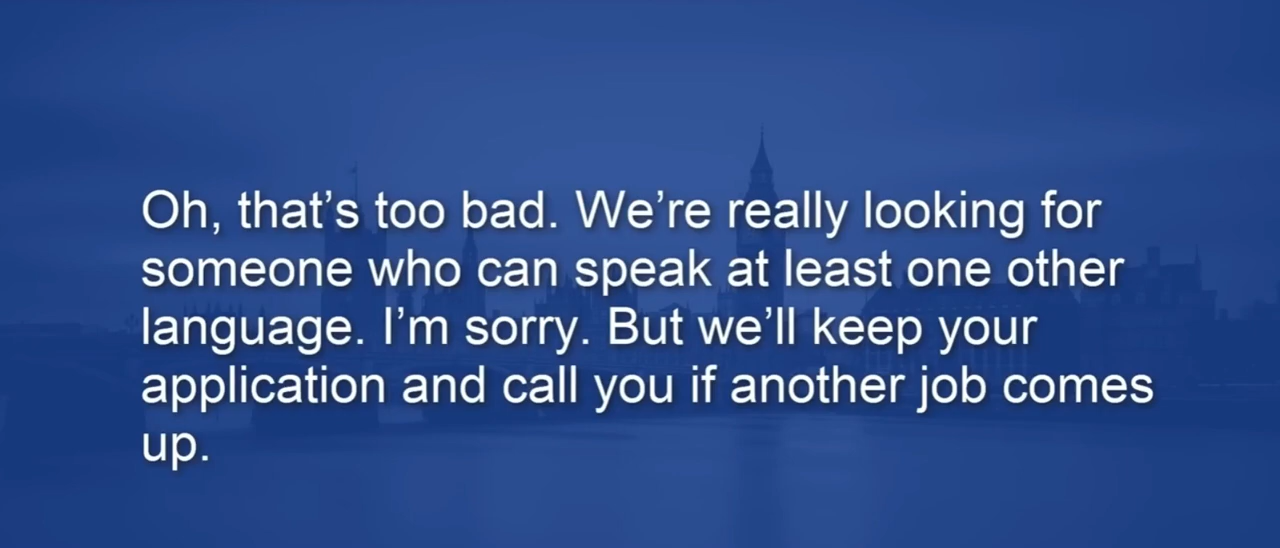 Oh, that’s too bad. We’re really looking for
someone who can speak at least one other
language. I’m sorry. But we’ll keep your
application and call you if another job comes
up.